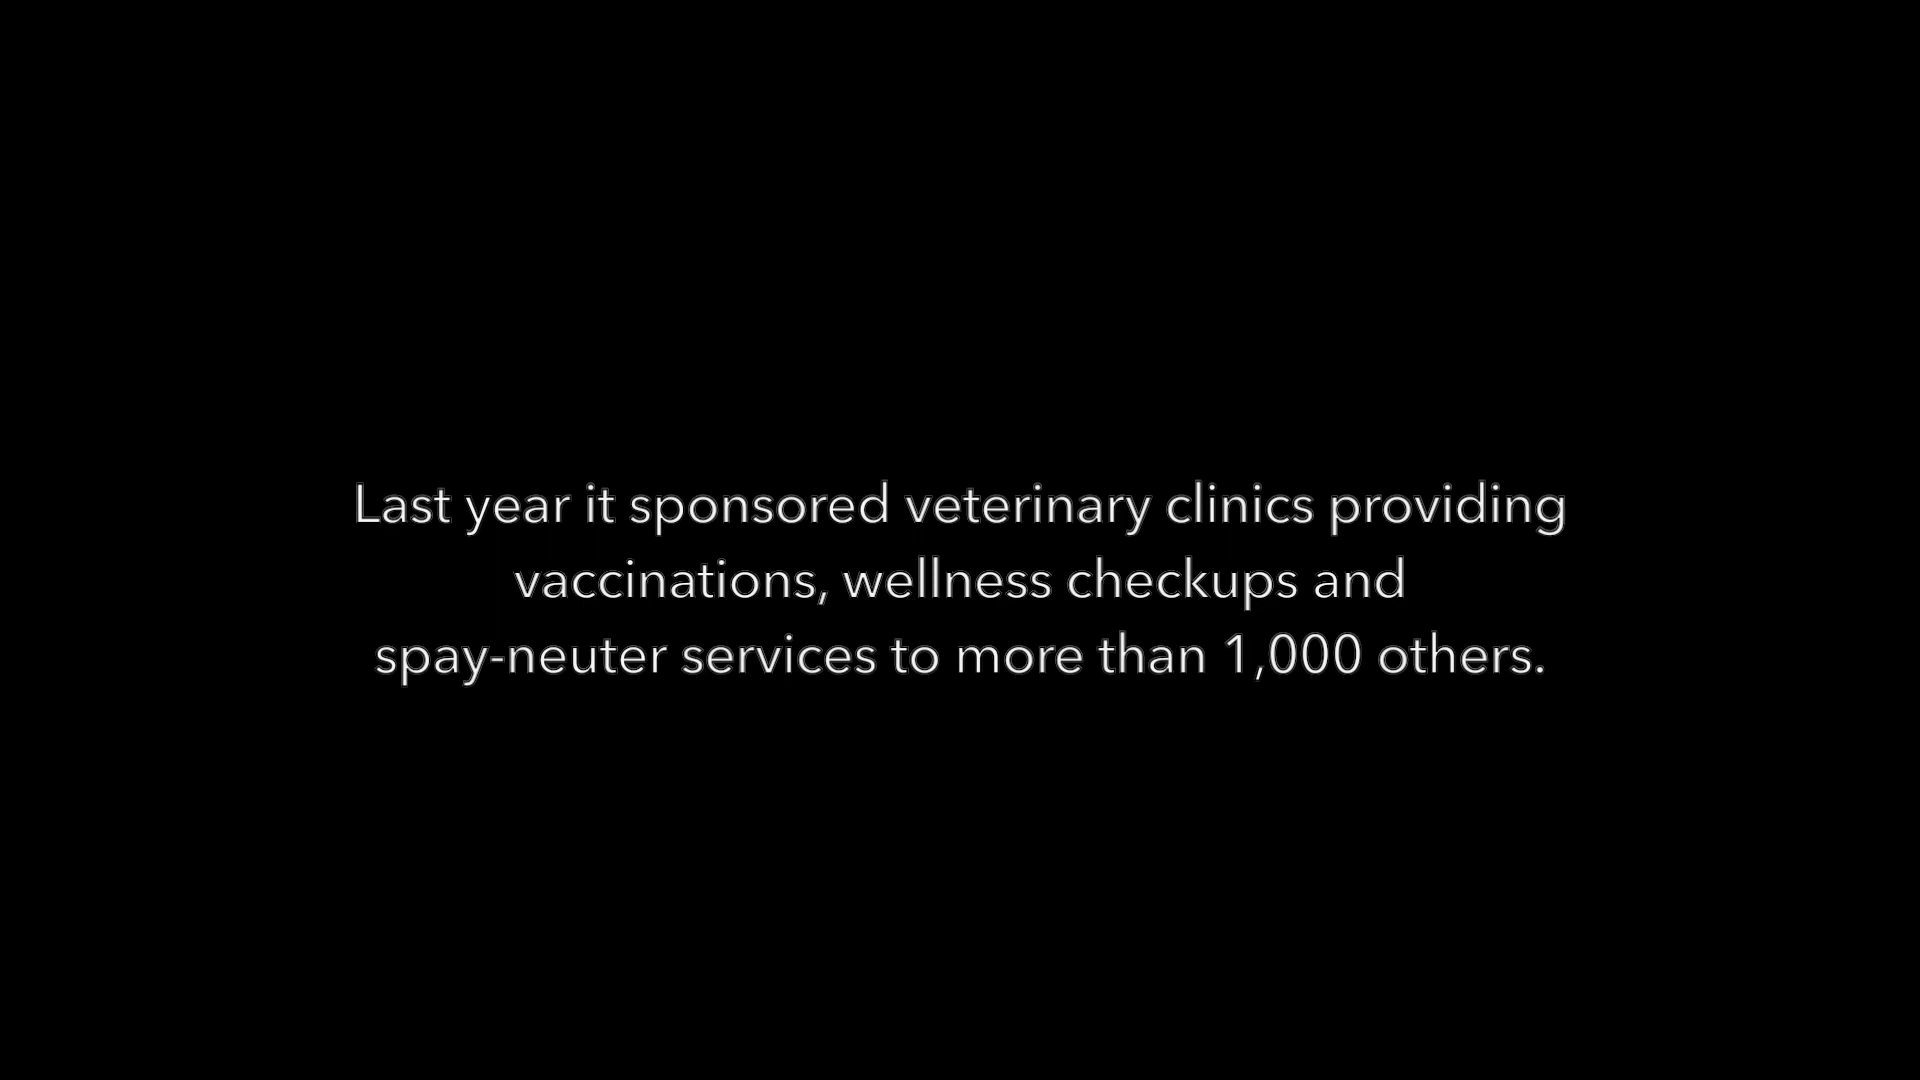 Last year it sponsored veterinary clinics providing
vaccinations, wellness checkups and
spay-neuter services to more than 1,000 others.